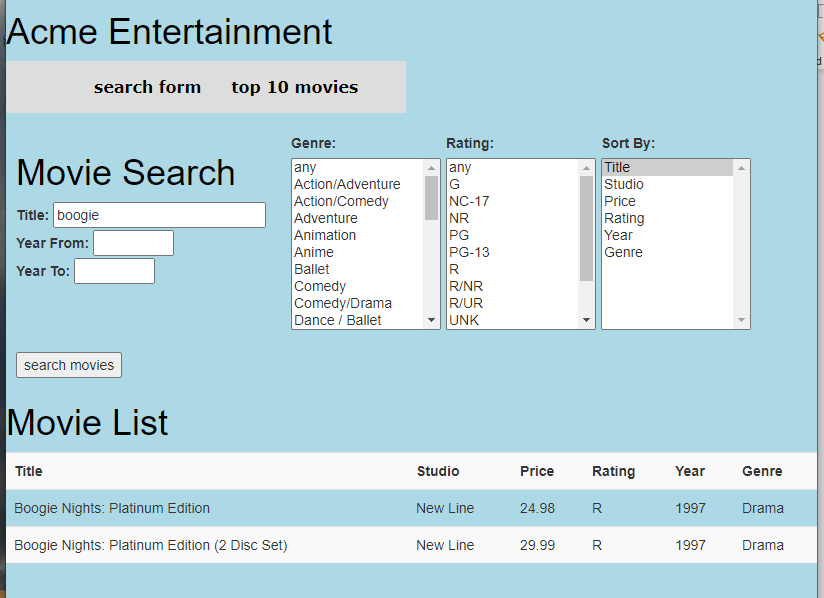 Acme Entertainment
search form top 10 movies
Movie Search
Title: boogie
Year From:
Year To:
Genre:
any
Action/Adventure
Action/Comedy
Adventure
Animation
Anime
Ballet
Comedy
Comedy/Drama
Dance / Ballet
Rating:
any
G
NC-17
NR
PG
PG-13
R
R/NR
R/UR
UNK
Sort By:
Title
Studio
Price
Rating
Year
Genre
search movies
Movie List
Title Studio Price Rating Year Genre
Boogie Nights: Platinum Edition New Line 24.98 R 1997 Drama
Boogie Nights: Platinum Edition (2 Disc Set) New Line 29.99 R 1997 Drama